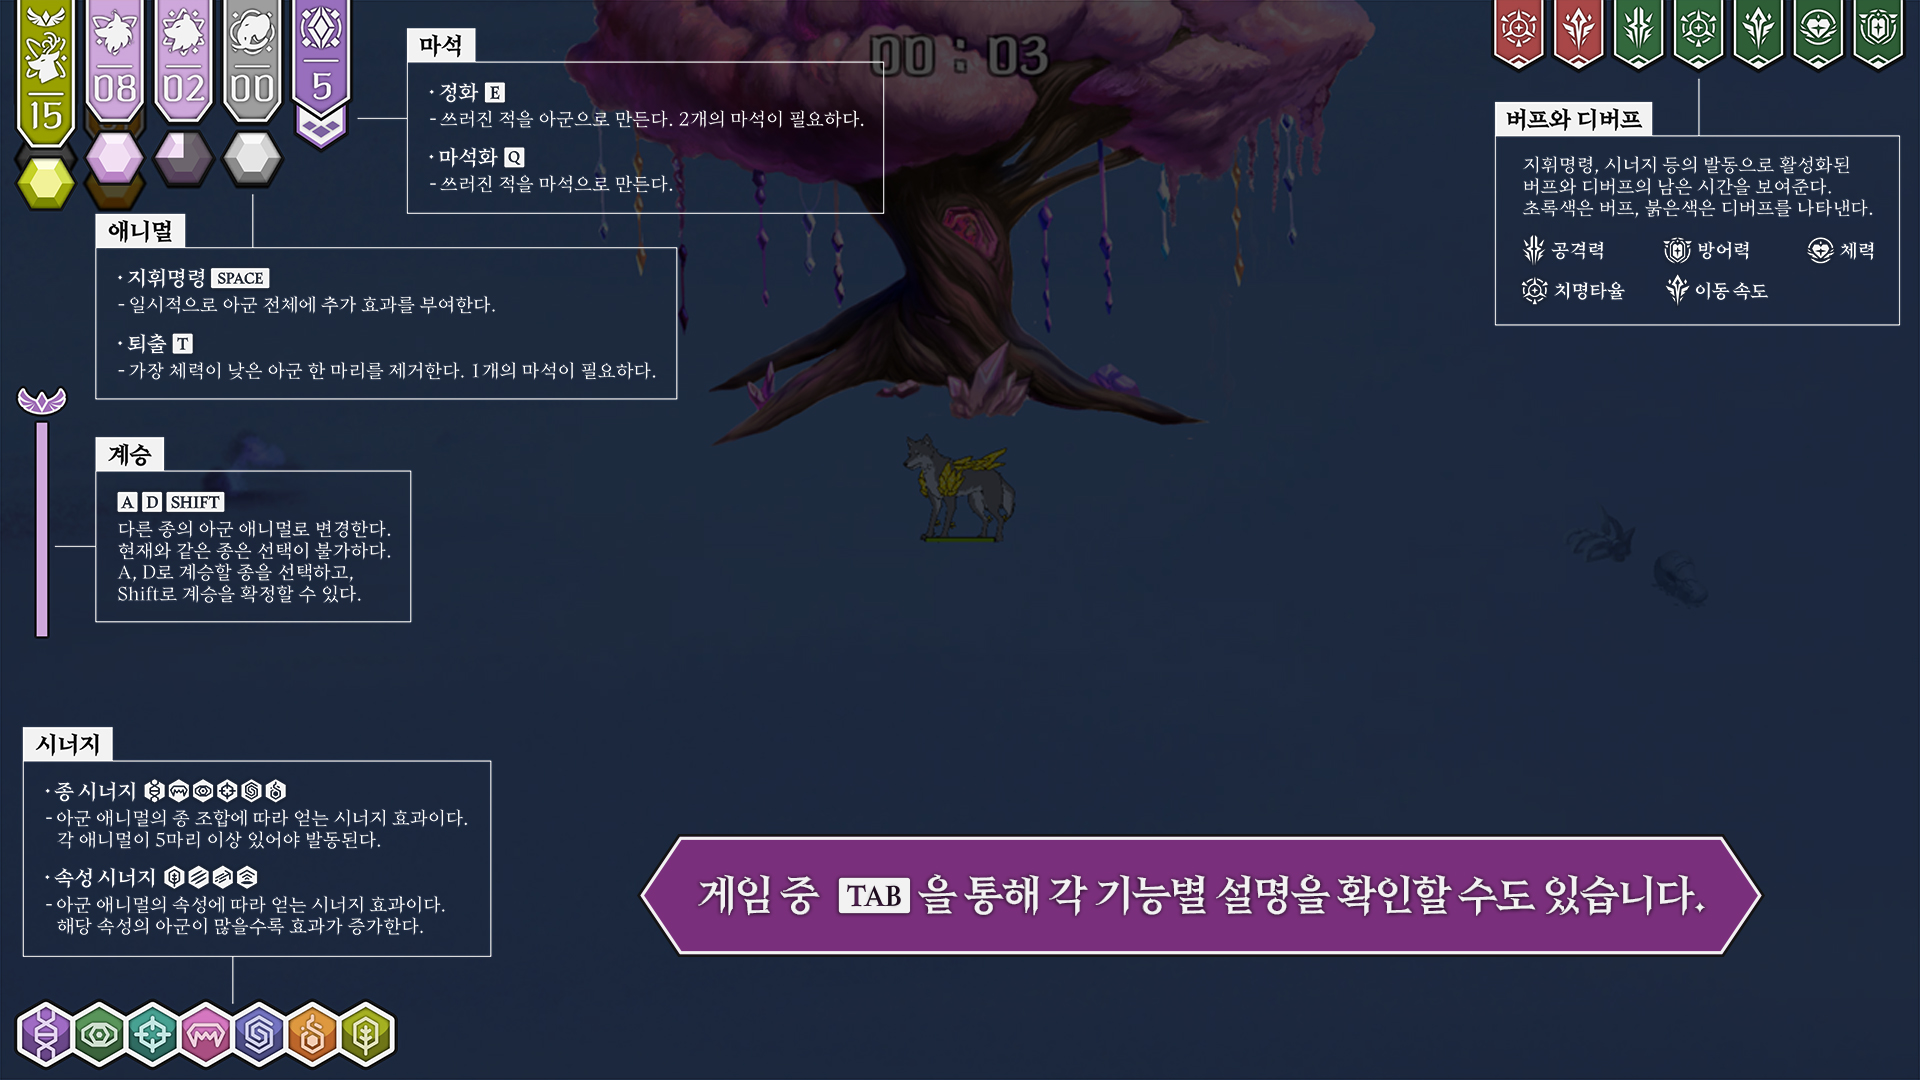 15
08
02
00
5
00 : 03
마석
· 정화 E
- 쓰러진 적을 아군으로 만든다. 2개의 마석이 필요하다.
· 마석화 Q
- 쓰러진 적을 마석으로 만든다.
버프와 디버프
지휘명령, 시너지 등의 발동으로 활성화된
버프와 디버프의 남은 시간을 보여준다.
초록색은 버프, 붉은색은 디버프를 나타낸다.
공격력 방어력 체력
치명타율 이동 속도
애니멀
· 지휘명령 SPACE
- 일시적으로 아군 전체에 추가 효과를 부여한다.
· 퇴출 T
- 가장 체력이 낮은 아군 한 마리를 제거한다. 1개의 마석이 필요하다.
계승
A D SHIFT
다른 종의 아군 애니멀로 변경한다.
현재와 같은 종은 선택이 불가하다.
A, D로 계승할 종을 선택하고,
Shift로 계승을 확정할 수 있다.
시너지
· 종 시너지
- 아군 애니멀의 종 조합에 따라 얻는 시너지 효과이다.
각 애니멀이 5마리 이상 있어야 발동된다.
· 속성 시너지
- 아군 애니멀의 속성에 따라 얻는 시너지 효과이다.
해당 속성의 아군이 많을수록 효과가 증가한다.
게임 중 TAB 을 통해 각 기능별 설명을 확인할 수도 있습니다.